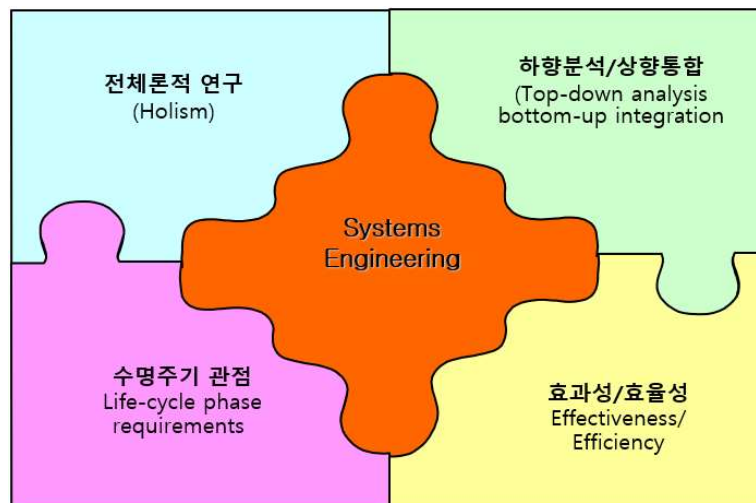 전체론적 연구
(Holism)
하향분석/상향통합
(Top-down analysis
bottom-up integration
Systems
Engineering
수명주기 관점
Life-cycle phase
requirements
효과성/효율성
Effectiveness/
Efficiency